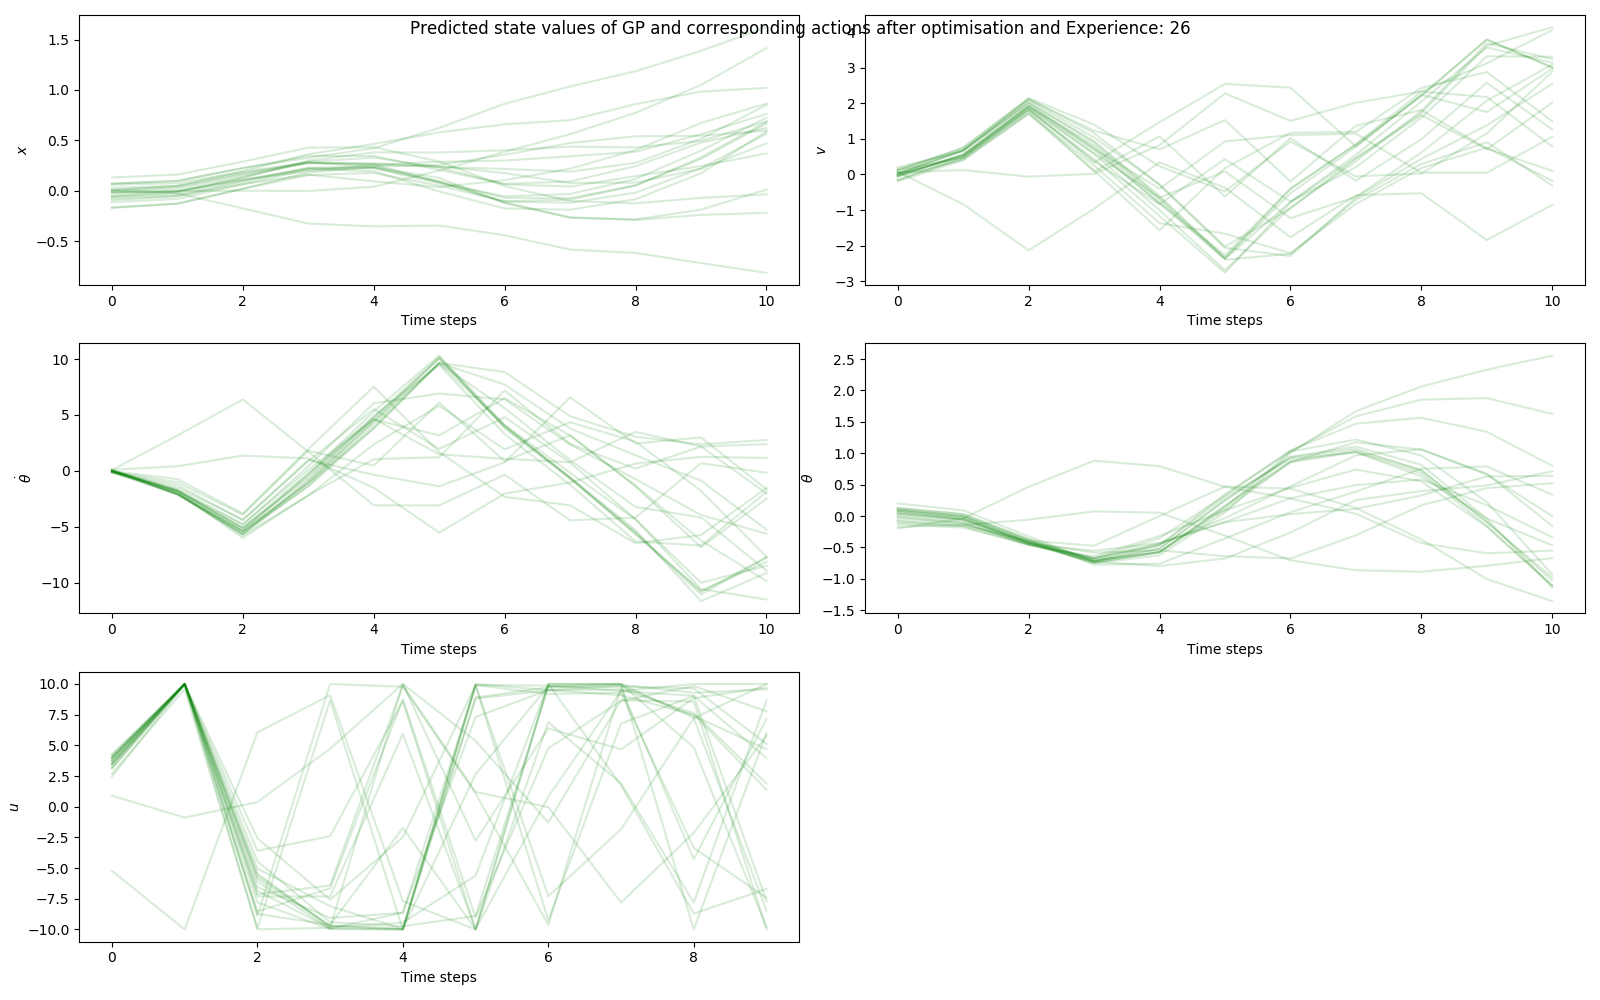 Predicted state values of GP and corresponding actions after optimisation and Experience: 26
1.5
1.0
0.5
0.0
−0.5
x
0 2 4 6 8 10
Time steps
4
3
2
1
0
−1
−2
−3
v
0 2 4 6 8 10
Time steps
10
5
0
−5
−10
θ̇
0 2 4 6 8 10
Time steps
2.5
2.0
1.5
1.0
0.5
0.0
−0.5
−1.0
−1.5
θ
0 2 4 6 8 10
Time steps
10.0
7.5
5.0
2.5
0.0
−2.5
−5.0
−7.5
−10.0
u
0 2 4 6 8
Time steps